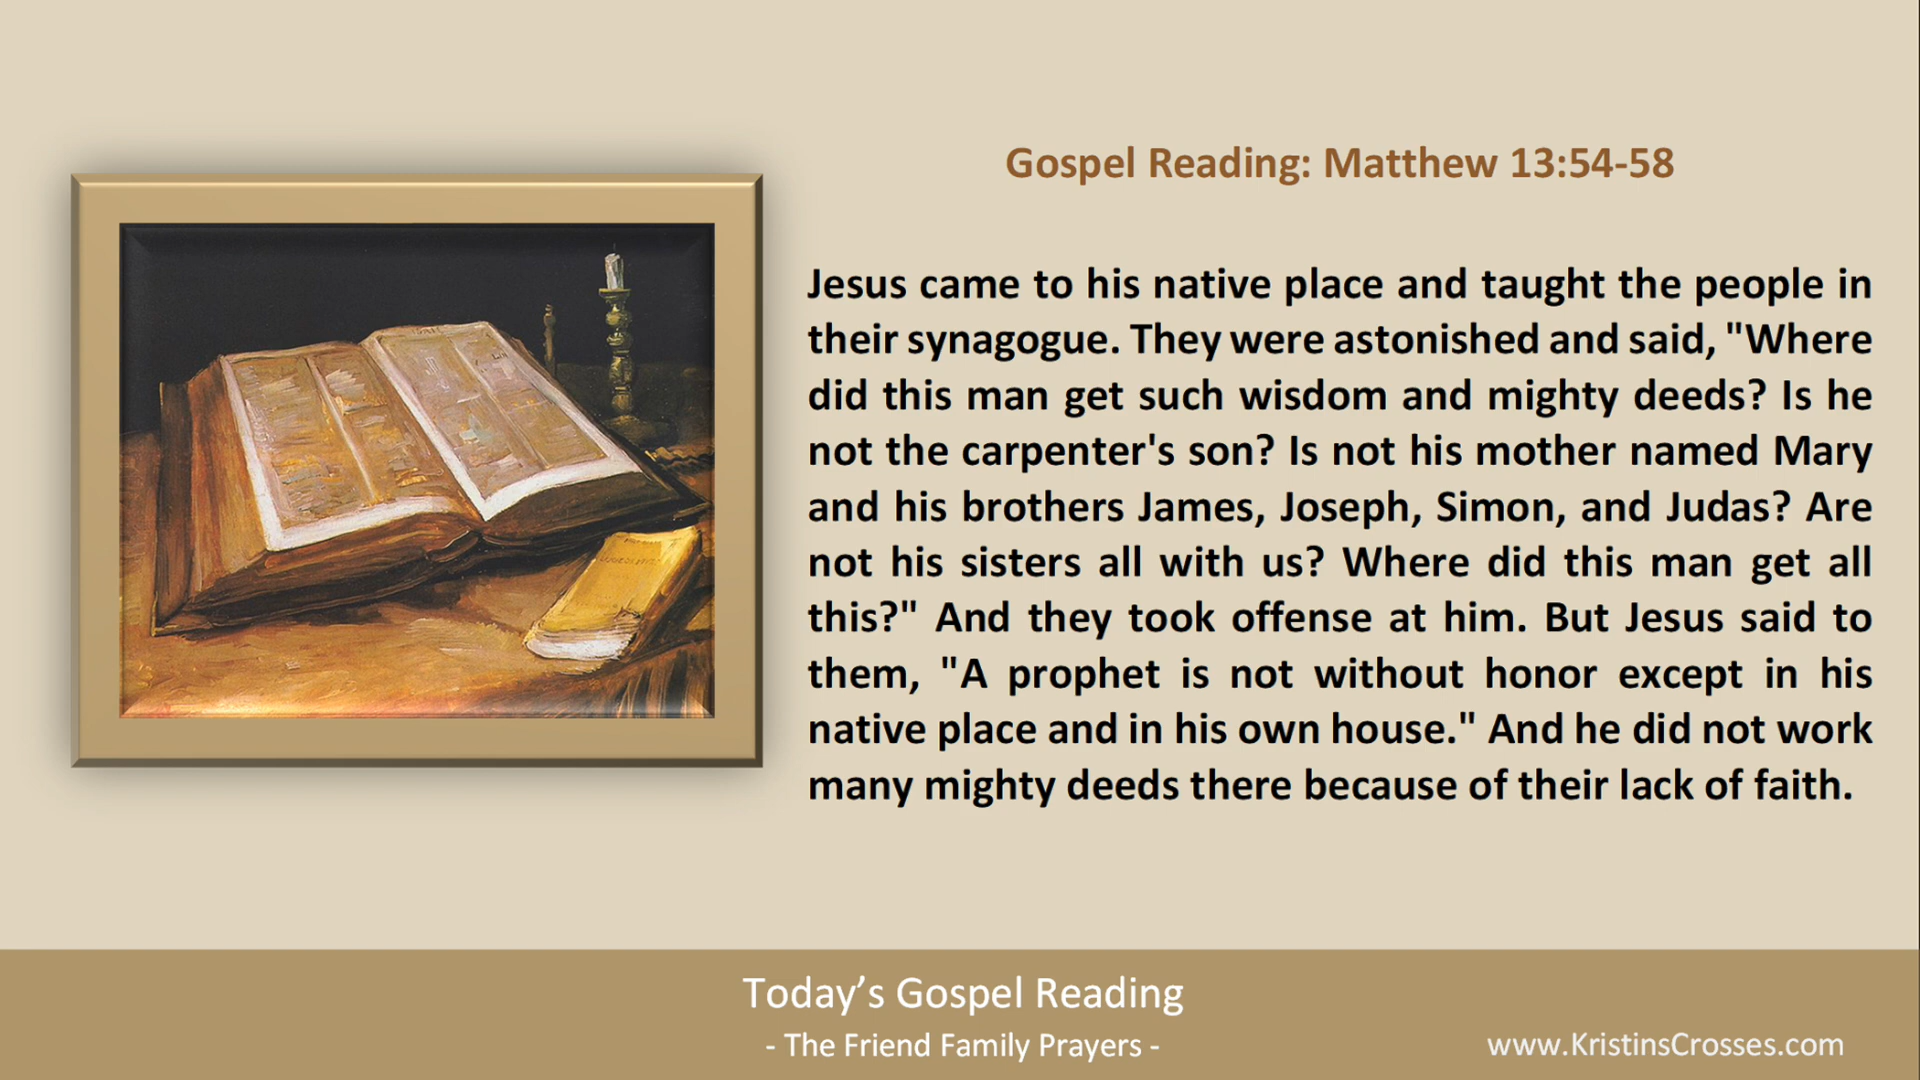 Gospel Reading: Matthew 13:54-58
Jesus came to his native place and taught the people in
their synagogue. They were astonished and said, "Where
did this man get such wisdom and mighty deeds? Is he
not the carpenter's son? Is not his mother named Mary
and his brothers James, Joseph, Simon, and Judas? Are
not his sisters all with us? Where did this man get all
this?" And they took offense at him. But Jesus said to
them, "A prophet is not without honor except in his
native place and in his own house." And he did not work
many mighty deeds there because of their lack of faith.
Today’s Gospel Reading
- The Friend Family Prayers -
www.KristinsCrosses.com